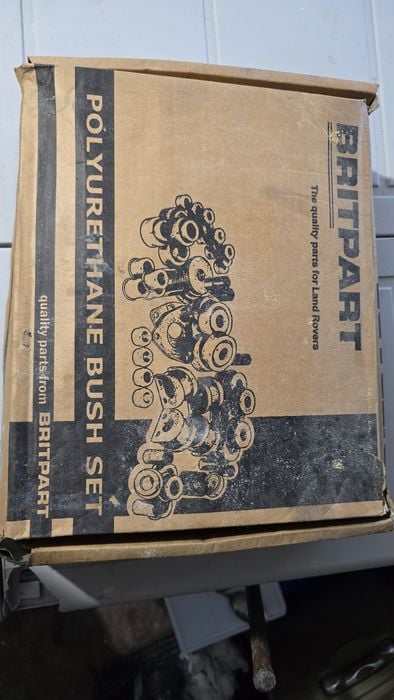 BRITPART
The quality parts for Land Rovers
POLYURETHANE BUSH SET
quality parts from BRITPART